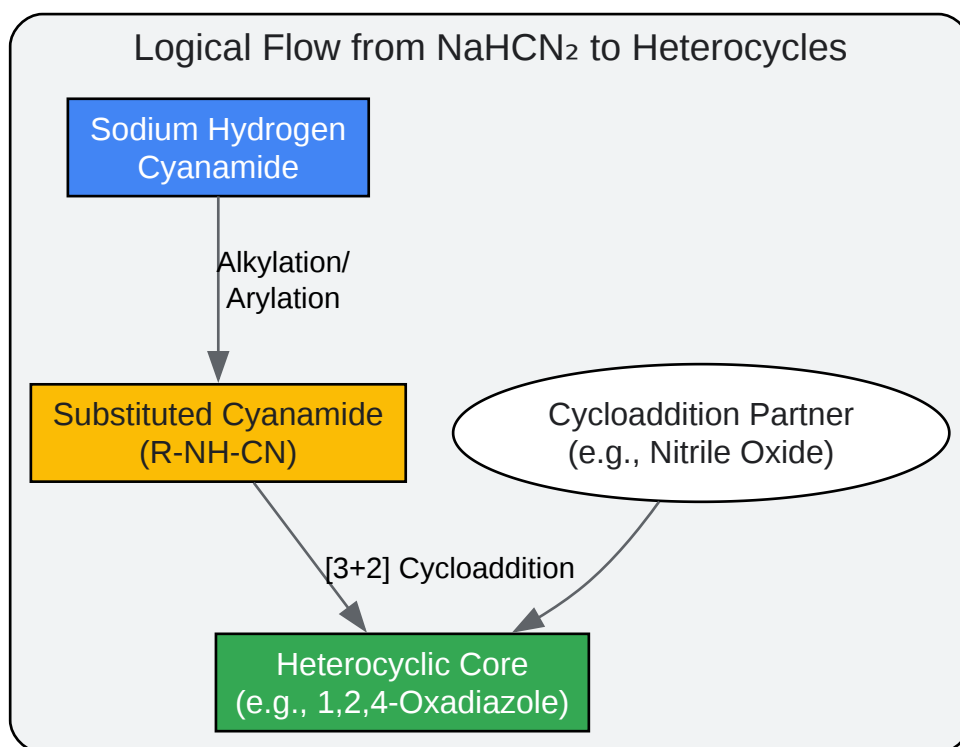 Logical Flow from NaHCN₂ to Heterocycles
Sodium Hydrogen
Cyanamide
Alkylation/
Arylation
Substituted Cyanamide
(R-NH-CN)
Cycloaddition Partner
(e.g., Nitrile Oxide)
[3+2] Cycloaddition
Heterocyclic Core
(e.g., 1,2,4-Oxadiazole)